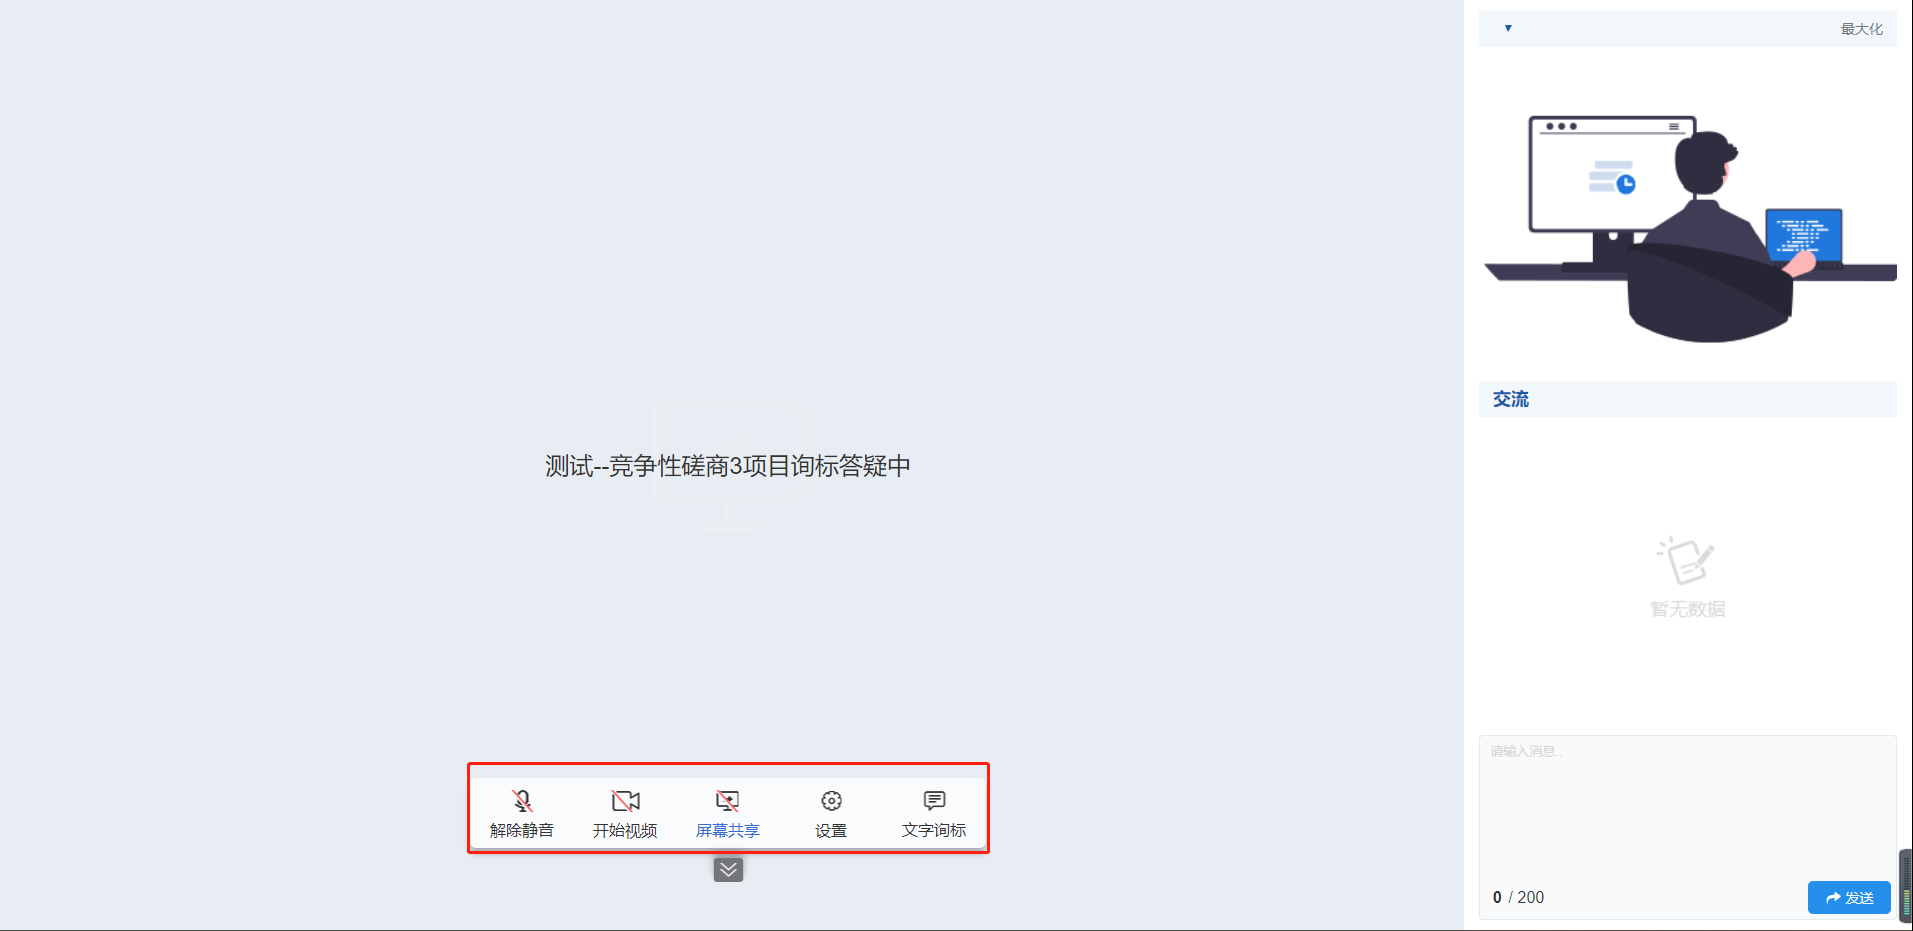 最大化
测试--竞争性磋商3项目询标答疑中
交流
暂无数据
请输入消息..
解除静音 开始视频 屏幕共享 设置 文字询标
0 / 200
发送